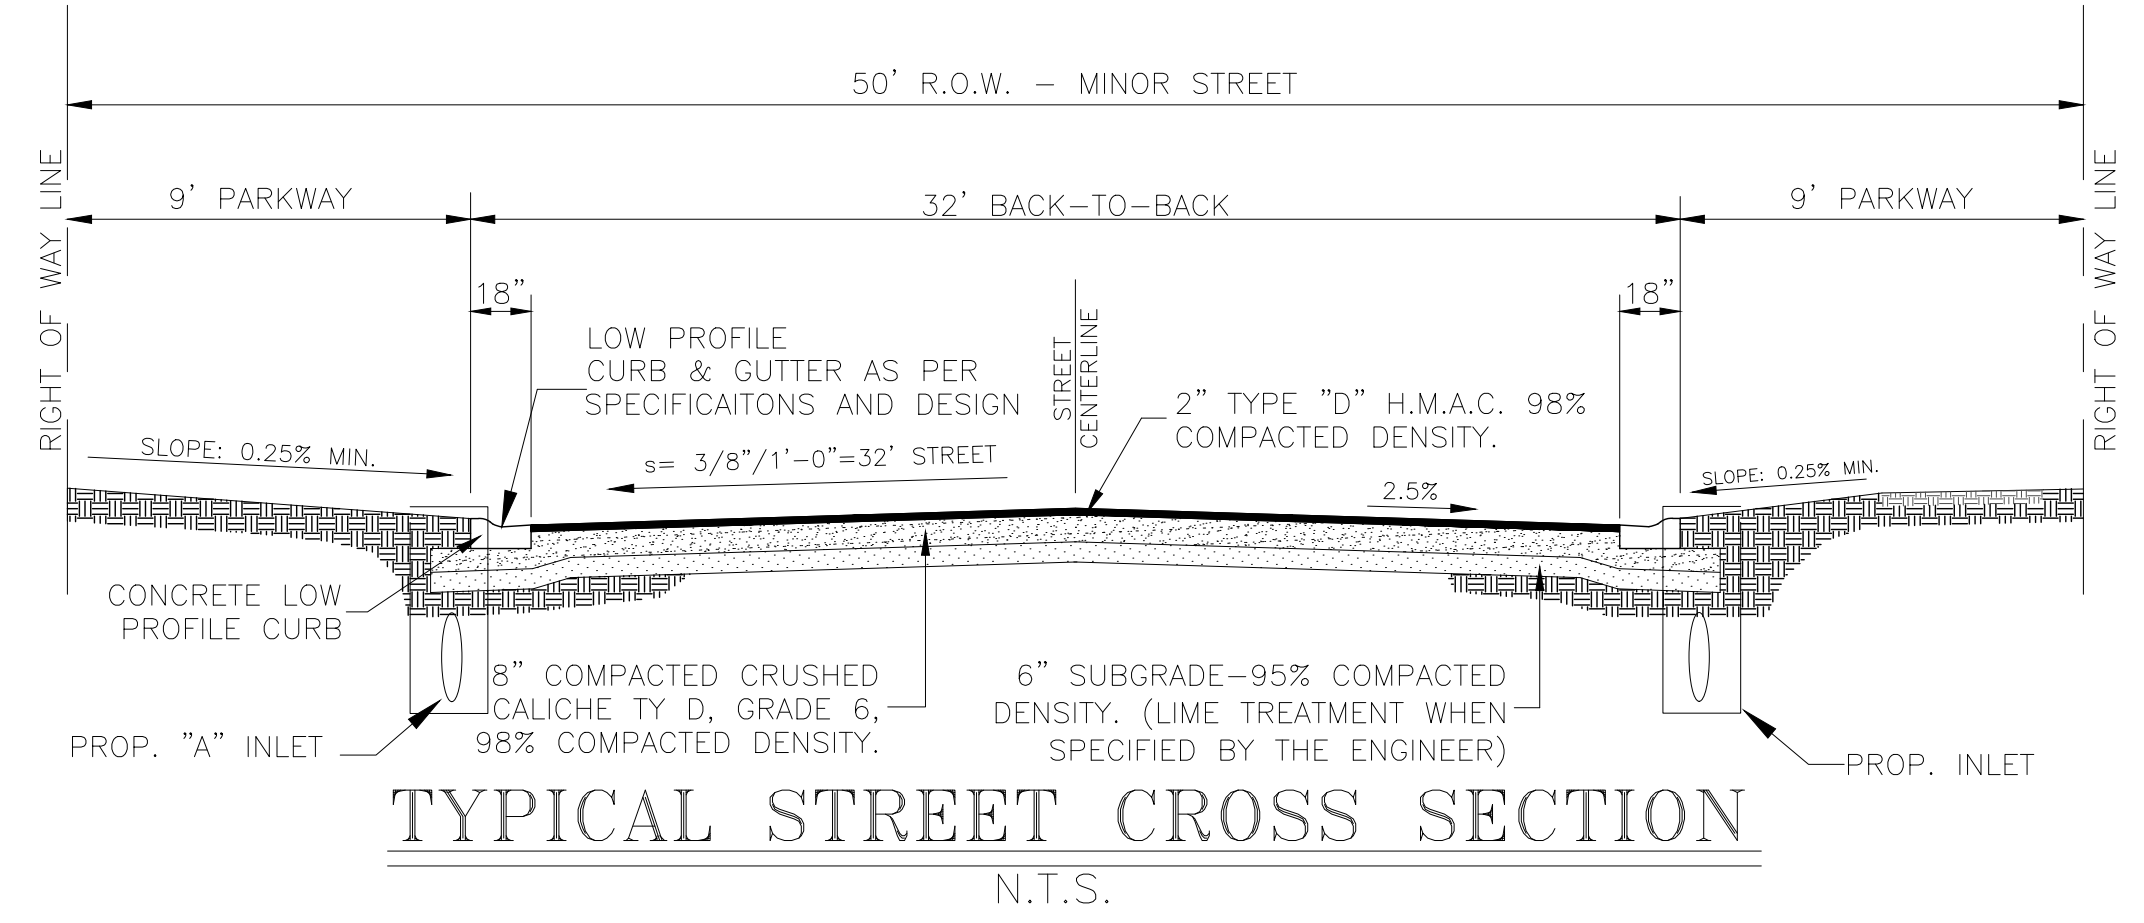 50' R.O.W. – MINOR STREET
9' PARKWAY
32' BACK–TO–BACK
9' PARKWAY
RIGHT OF WAY LINE
RIGHT OF WAY LINE
18"
18"
LOW PROFILE
CURB & GUTTER AS PER
SPECIFICAITONS AND DESIGN
STREET
CENTERLINE
2" TYPE "D" H.M.A.C. 98%
COMPACTED DENSITY.
SLOPE: 0.25% MIN.
s= 3/8"/1'–0"=32' STREET
2.5%
SLOPE: 0.25% MIN.
CONCRETE LOW
PROFILE CURB
8" COMPACTED CRUSHED
CALICHE TY D, GRADE 6,
98% COMPACTED DENSITY.
6" SUBGRADE–95% COMPACTED
DENSITY. (LIME TREATMENT WHEN
SPECIFIED BY THE ENGINEER)
PROP. "A" INLET
PROP. INLET
TYPICAL STREET CROSS SECTION
N.T.S.